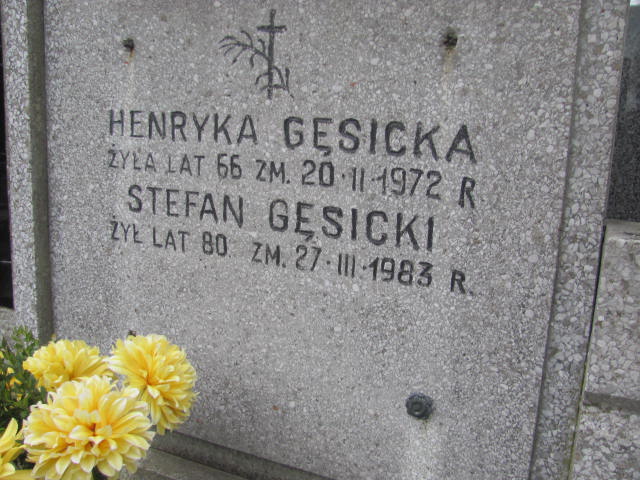 HENRYKA GĘSICKA
ŻYŁA LAT 66 ZM. 20·II·1972 R.
STEFAN GĘSICKI
ŻYŁ LAT 80 ZM. 27·III·1983 R.